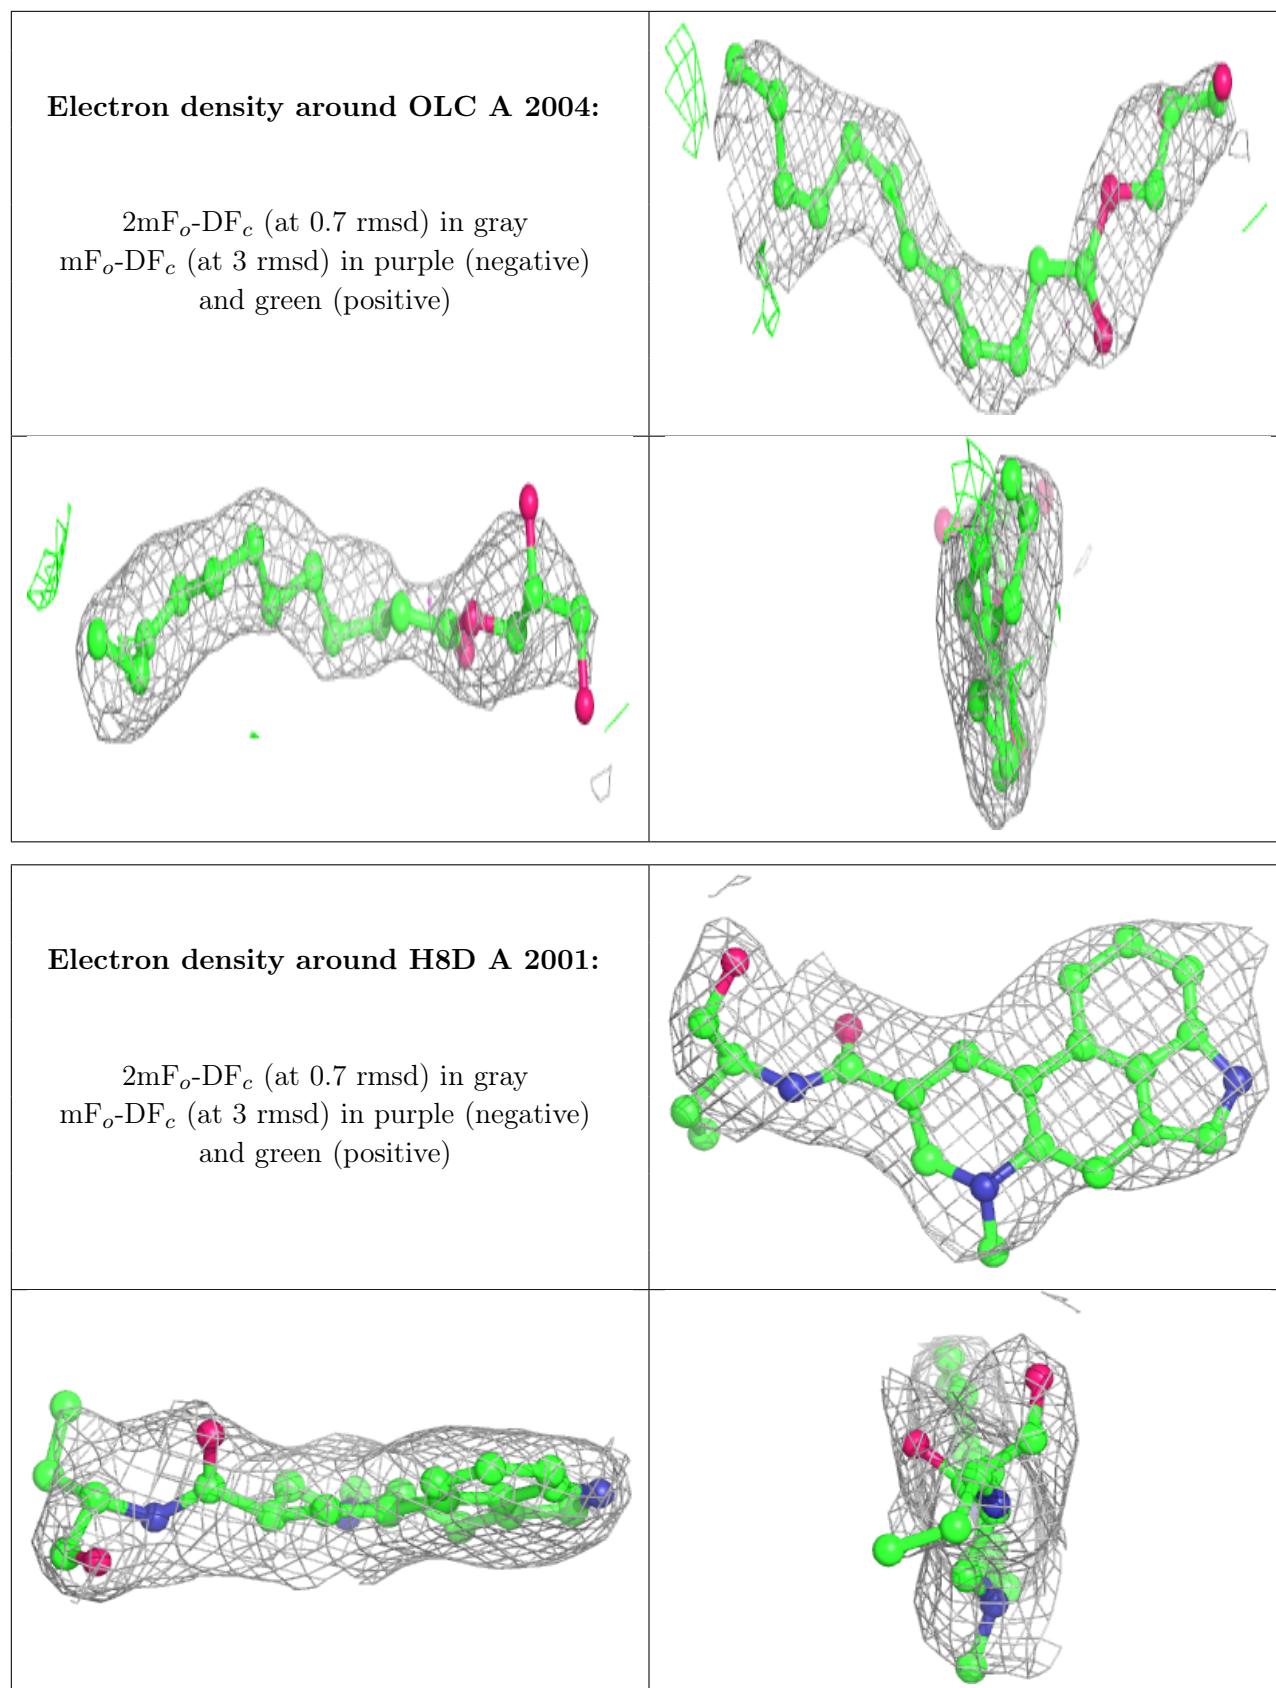 Electron density around OLC A 2004:
2mFₒ-DF𝒸 (at 0.7 rmsd) in gray
mFₒ-DF𝒸 (at 3 rmsd) in purple (negative)
and green (positive)
Electron density around H8D A 2001:
2mFₒ-DF𝒸 (at 0.7 rmsd) in gray
mFₒ-DF𝒸 (at 3 rmsd) in purple (negative)
and green (positive)